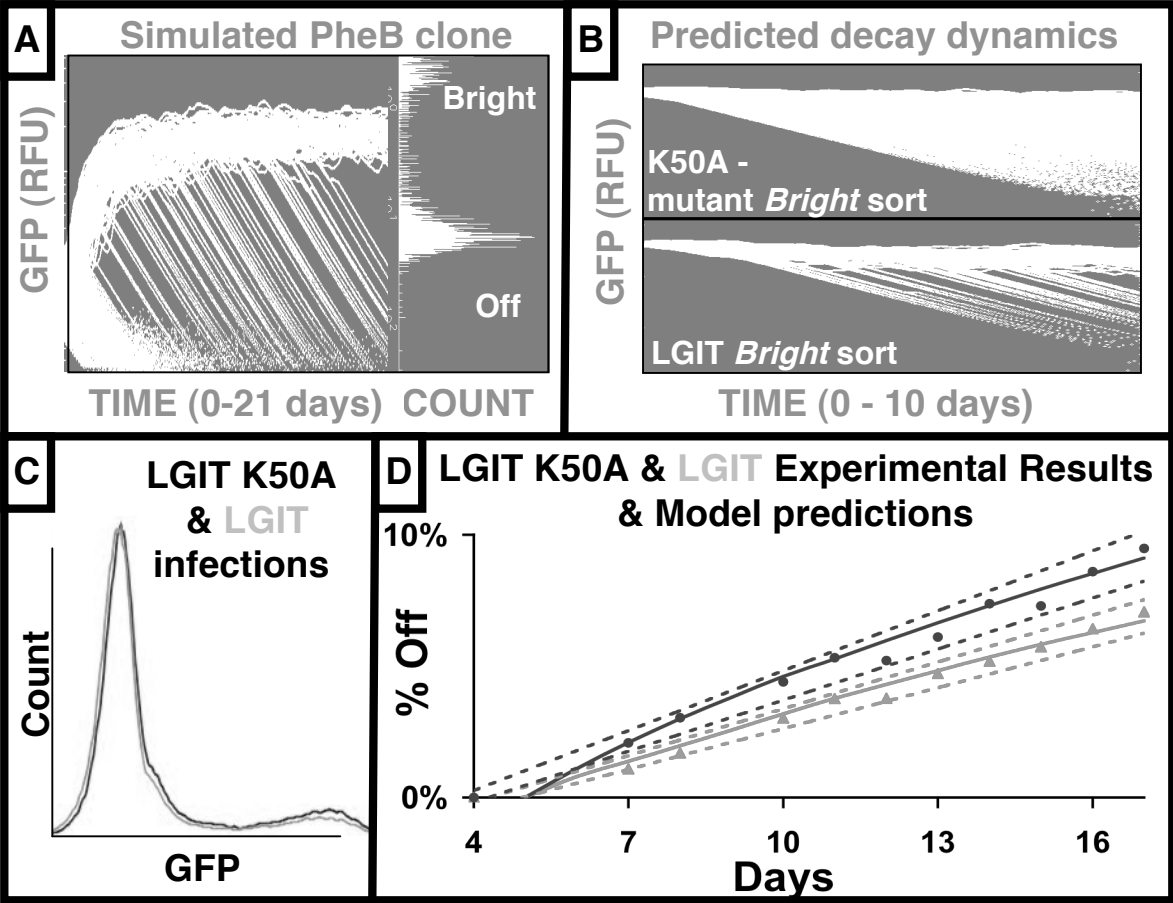 A
Simulated PheB clone
GFP (RFU)
Bright
Off
TIME (0-21 days)
COUNT
B
Predicted decay dynamics
GFP (RFU)
K50A -
mutant Bright sort
LGIT Bright sort
TIME (0 - 10 days)
C
LGIT K50A
& LGIT
infections
Count
GFP
D
LGIT K50A & LGIT Experimental Results
& Model predictions
10%
% Off
0%
4
7
10
13
16
Days